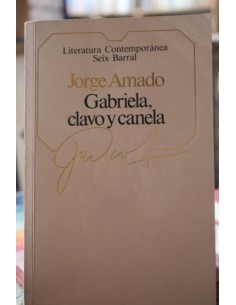 Literatura Contemporánea
Seix Barral
Jorge Amado
Gabriela,
clavo y canela